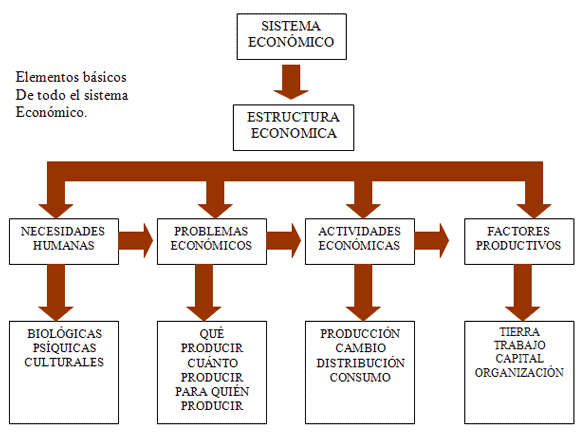 SISTEMA
ECONÓMICO
Elementos básicos
De todo el sistema
Económico.
ESTRUCTURA
ECONOMICA
NECESIDADES
HUMANAS
PROBLEMAS
ECONÓMICOS
ACTIVIDADES
ECONÓMICAS
FACTORES
PRODUCTIVOS
BIOLÓGICAS
PSÍQUICAS
CULTURALES
QUÉ
PRODUCIR
CUÁNTO
PRODUCIR
PARA QUIÉN
PRODUCIR
PRODUCCIÓN
CAMBIO
DISTRIBUCIÓN
CONSUMO
TIERRA
TRABAJO
CAPITAL
ORGANIZACIÓN